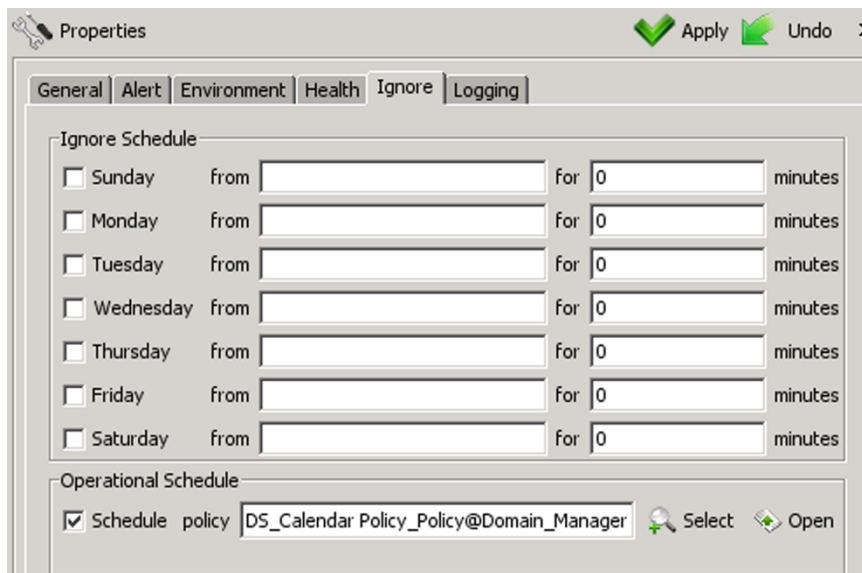 Properties Apply Undo
General Alert Environment Health Ignore Logging
Ignore Schedule
Sunday from for 0 minutes
Monday from for 0 minutes
Tuesday from for 0 minutes
Wednesday from for 0 minutes
Thursday from for 0 minutes
Friday from for 0 minutes
Saturday from for 0 minutes
Operational Schedule
Schedule policy DS_Calendar Policy_Policy@Domain_Manager Select Open